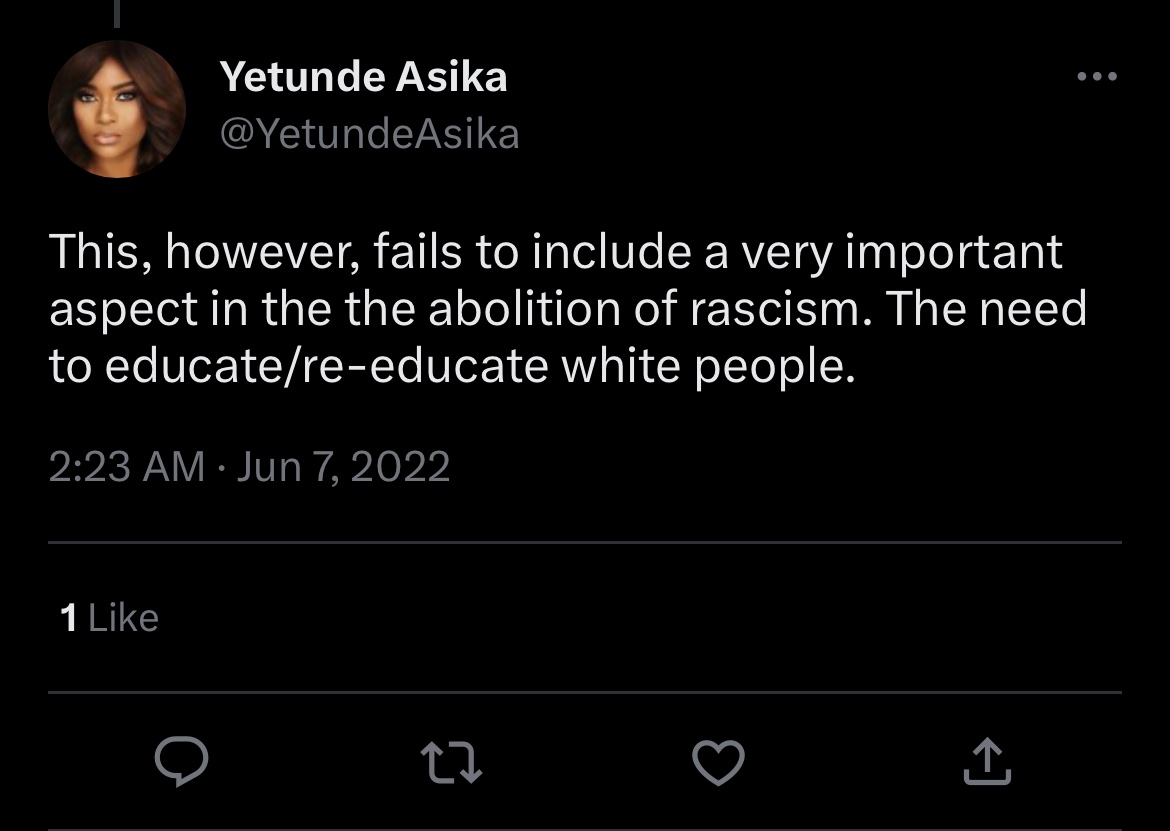 Yetunde Asika
@YetundeAsika
This, however, fails to include a very important
aspect in the the abolition of rascism. The need
to educate/re-educate white people.
2:23 AM · Jun 7, 2022
1 Like